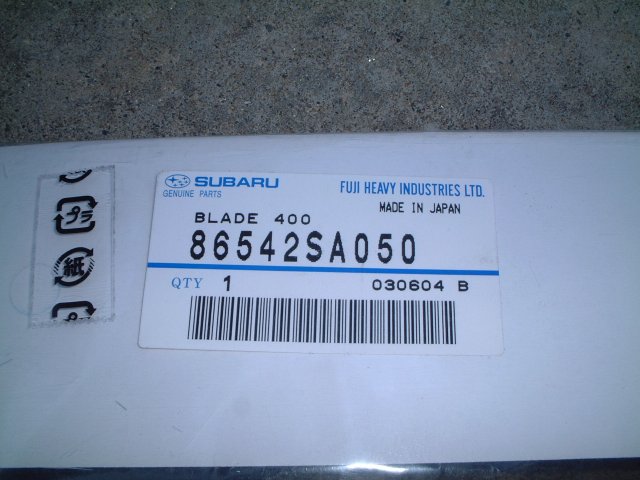 SUBARU
GENUINE PARTS
FUJI HEAVY INDUSTRIES LTD.
MADE IN JAPAN
BLADE 400
86542SA050
QTY 1
030604 B
プラ
紙